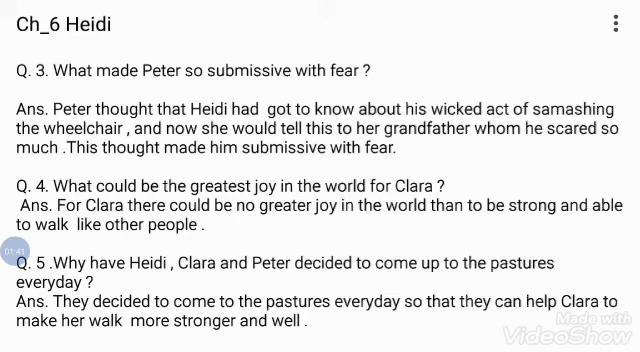 Ch_6 Heidi
Q. 3. What made Peter so submissive with fear ?
Ans. Peter thought that Heidi had got to know about his wicked act of samashing
the wheelchair , and now she would tell this to her grandfather whom he scared so
much .This thought made him submissive with fear.
Q. 4. What could be the greatest joy in the world for Clara ?
Ans. For Clara there could be no greater joy in the world than to be strong and able
to walk like other people .
01:41
Q. 5 .Why have Heidi , Clara and Peter decided to come up to the pastures
everyday ?
Ans. They decided to come to the pastures everyday so that they can help Clara to
make her walk more stronger and well .
Made with
VideoShow